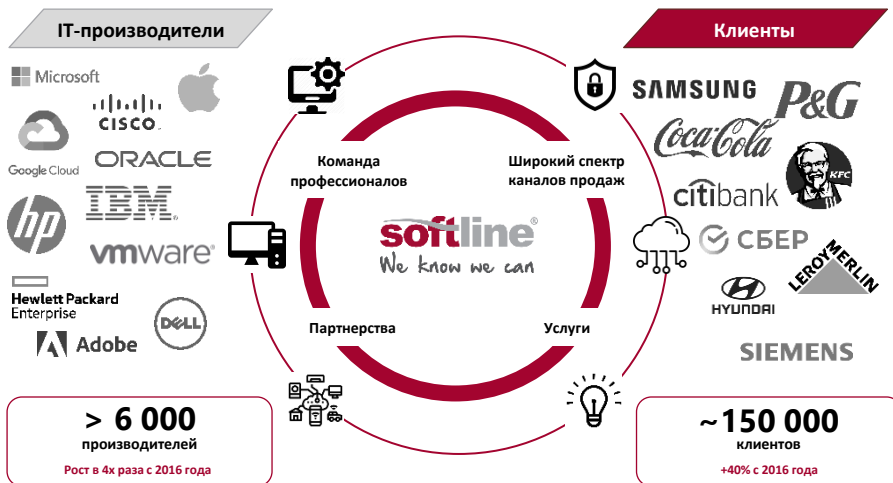 IT-производители
Microsoft
CISCO
Google Cloud
ORACLE
hp
IBM
vmware
Hewlett Packard
Enterprise
Adobe
DELL
> 6 000
производителей
Рост в 4х раза с 2016 года
Команда
профессионалов
Широкий спектр
каналов продаж
softline®
We know we can
Партнерства
Услуги
Клиенты
SAMSUNG
P&G
Coca-Cola
KFC
citibank
СБЕР
LEROY MERLIN
HYUNDAI
SIEMENS
~150 000
клиентов
+40% с 2016 года